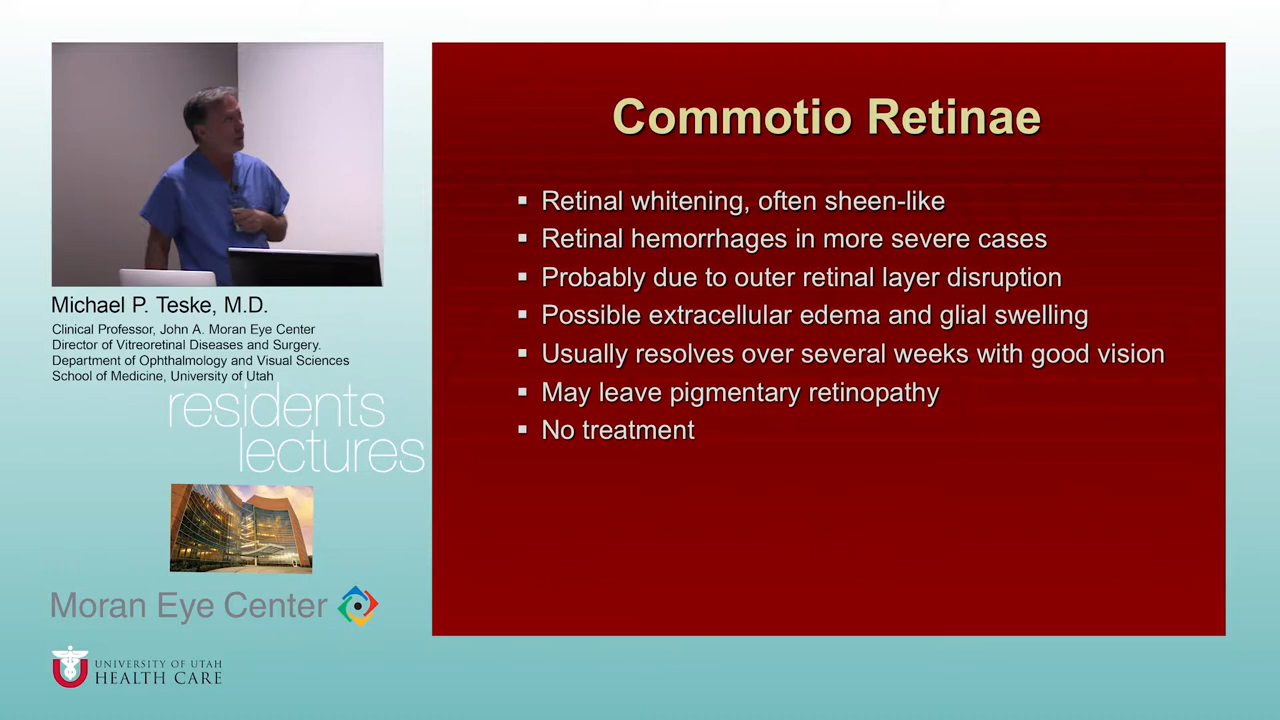 Commotio Retinae
▪ Retinal whitening, often sheen-like
▪ Retinal hemorrhages in more severe cases
▪ Probably due to outer retinal layer disruption
▪ Possible extracellular edema and glial swelling
▪ Usually resolves over several weeks with good vision
▪ May leave pigmentary retinopathy
▪ No treatment
Michael P. Teske, M.D.
Clinical Professor, John A. Moran Eye Center
Director of Vitreoretinal Diseases and Surgery.
Department of Ophthalmology and Visual Sciences
School of Medicine, University of Utah
residents
lectures
Moran Eye Center
UNIVERSITY OF UTAH
HEALTH CARE